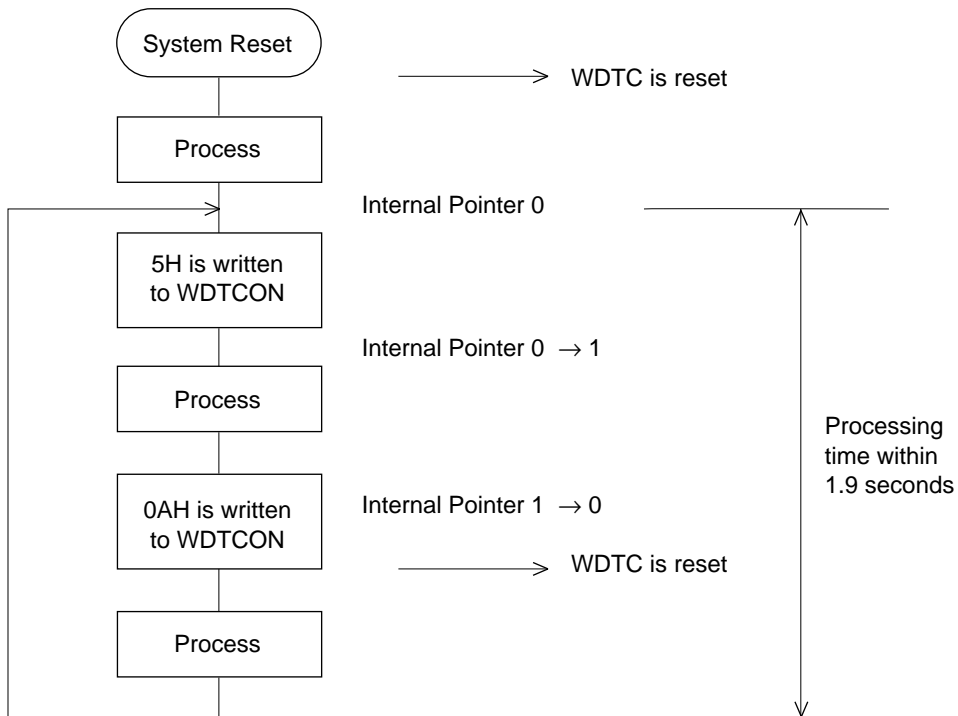 System Reset
WDTC is reset
Process
Internal Pointer 0
5H is written
to WDTCON
Internal Pointer 0 → 1
Process
Processing
time within
1.9 seconds
0AH is written
to WDTCON
Internal Pointer 1 → 0
WDTC is reset
Process